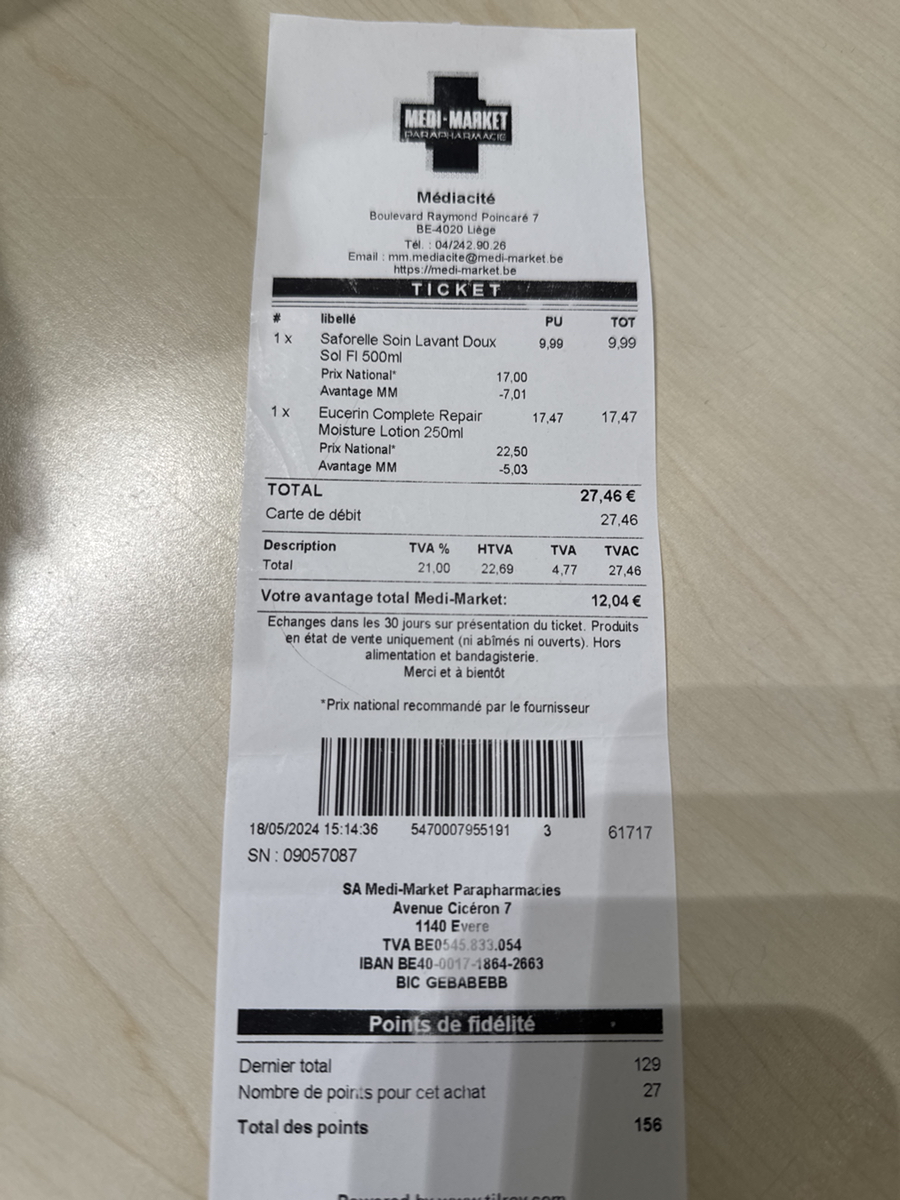 MEDI-MARKET
PARAPHARMACIE
Médiacité
Boulevard Raymond Poincaré 7
BE-4020 Liège
Tél. : 04/242.90.26
Email : mm.mediacite@medi-market.be
https://medi-market.be
TICKET
# libellé PU TOT
1 x Saforelle Soin Lavant Doux 9,99 9,99
Sol Fl 500ml
Prix National* 17,00
Avantage MM -7,01
1 x Eucerin Complete Repair 17,47 17,47
Moisture Lotion 250ml
Prix National* 22,50
Avantage MM -5,03
TOTAL 27,46 €
Carte de débit 27,46
Description TVA % HTVA TVA TVAC
Total 21,00 22,69 4,77 27,46
Votre avantage total Medi-Market: 12,04 €
Echanges dans les 30 jours sur présentation du ticket. Produits
en état de vente uniquement (ni abîmés ni ouverts). Hors
alimentation et bandagisterie.
Merci et à bientôt
*Prix national recommandé par le fournisseur
18/05/2024 15:14:36 5470007955191 3 61717
SN : 09057087
SA Medi-Market Parapharmacies
Avenue Cicéron 7
1140 Evere
TVA BE0545.833.054
IBAN BE40-0017-1864-2663
BIC GEBABEBB
Points de fidélité
Dernier total 129
Nombre de points pour cet achat 27
Total des points 156
Powered by www.tilroy.com